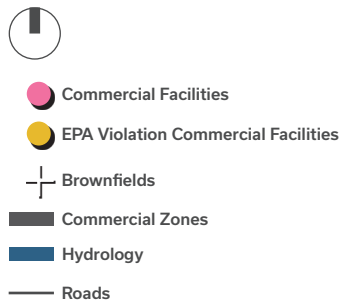 Commercial Facilities
EPA Violation Commercial Facilities
Brownfields
Commercial Zones
Hydrology
Roads